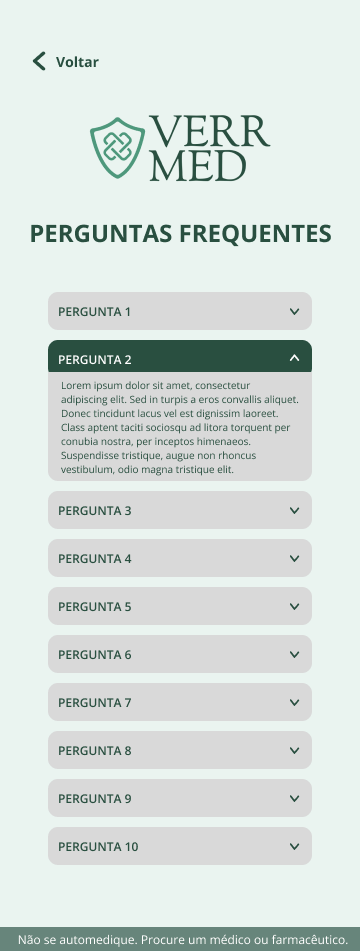 Voltar
VERR
MED
PERGUNTAS FREQUENTES
PERGUNTA 1
PERGUNTA 2
Lorem ipsum dolor sit amet, consectetur
adipiscing elit. Sed in turpis a eros convallis aliquet.
Donec tincidunt lacus vel est dignissim laoreet.
Class aptent taciti sociosqu ad litora torquent per
conubia nostra, per inceptos himenaeos.
Suspendisse tristique, augue non rhoncus
vestibulum, odio magna tristique elit.
PERGUNTA 3
PERGUNTA 4
PERGUNTA 5
PERGUNTA 6
PERGUNTA 7
PERGUNTA 8
PERGUNTA 9
PERGUNTA 10
Não se automedique. Procure um médico ou farmacêutico.